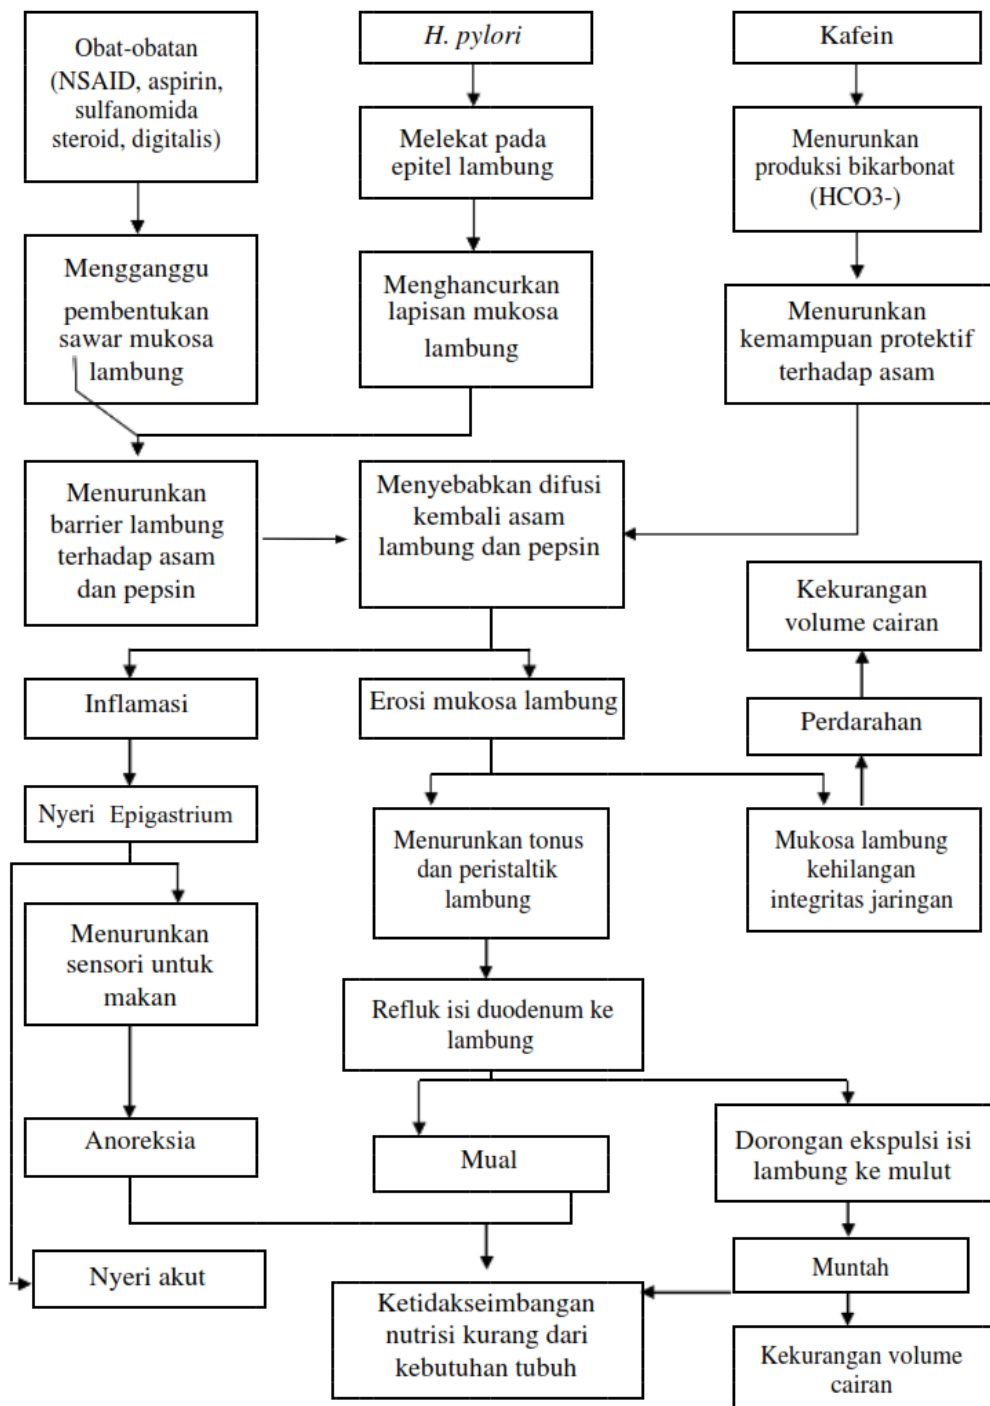 Obat-obatan
(NSAID, aspirin,
sulfanomida
steroid, digitalis)
H. pylori
Kafein
Melekat pada
epitel lambung
Menurunkan
produksi bikarbonat
(HCO3-)
Mengganggu
pembentukan
sawar mukosa
lambung
Menghancurkan
lapisan mukosa
lambung
Menurunkan
kemampuan protektif
terhadap asam
Menurunkan
barrier lambung
terhadap asam
dan pepsin
Menyebabkan difusi
kembali asam
lambung dan pepsin
Kekurangan
volume cairan
Inflamasi
Erosi mukosa lambung
Perdarahan
Nyeri Epigastrium
Menurunkan tonus
dan peristaltik
lambung
Mukosa lambung
kehilangan
integritas jaringan
Menurunkan
sensori untuk
makan
Refluk isi duodenum ke
lambung
Anoreksia
Mual
Dorongan ekspulsi isi
lambung ke mulut
Nyeri akut
Muntah
Ketidakseimbangan
nutrisi kurang dari
kebutuhan tubuh
Kekurangan volume
cairan